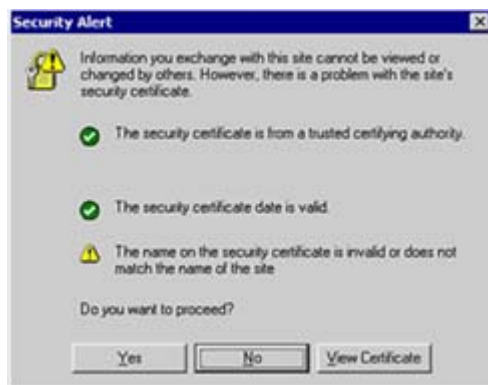 Security Alert
Information you exchange with this site cannot be viewed or
changed by others. However, there is a problem with the site's
security certificate.
The security certificate is from a trusted certifying authority.
The security certificate date is valid.
The name on the security certificate is invalid or does not
match the name of the site
Do you want to proceed?
Yes
No
View Certificate